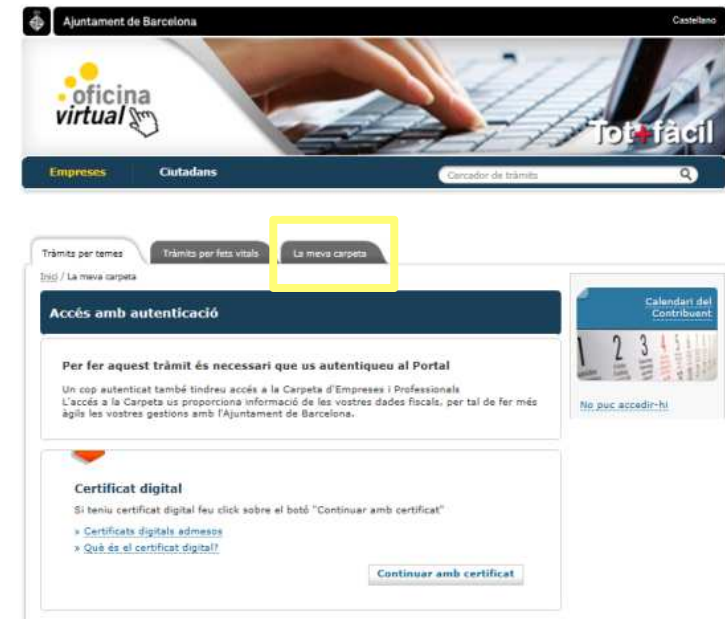 Ajuntament de Barcelona
Castellano
oficina
virtual
Tot+fàcil
Empreses
Ciutadans
Cercador de tràmits
Tràmits per temes
Tràmits per fets vitals
La meva carpeta
Inici / La meva carpeta
Accés amb autenticació
Calendari del
Contribuent
1 2 3
Per fer aquest tràmit és necessari que us autentiqueu al Portal
Un cop autenticat també tindreu accés a la Carpeta d'Empreses i Professionals
L'accés a la Carpeta us proporciona informació de les vostres dades fiscals, per tal de fer més
àgils les vostres gestions amb l'Ajuntament de Barcelona.
No puc accedir-hi
Certificat digital
Si teniu certificat digital feu click sobre el botó "Continuar amb certificat"
» Certificats digitals admesos
» Què és el certificat digital?
Continuar amb certificat